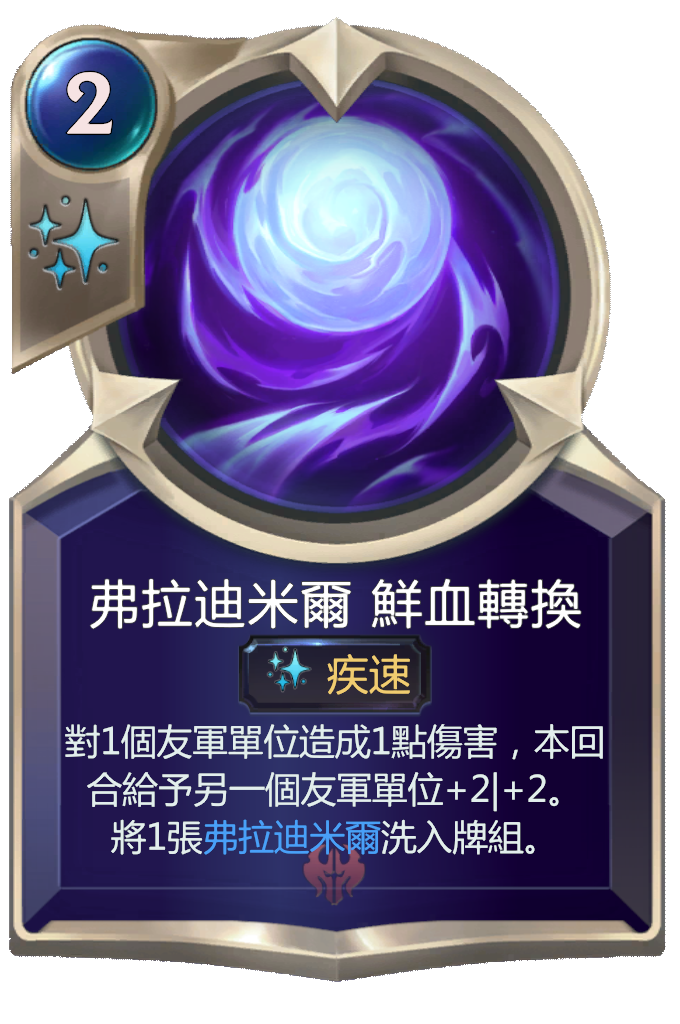 2
弗拉迪米爾 鮮血轉換
疾速
對1個友軍單位造成1點傷害，本回
合給予另一個友軍單位+2|+2。
將1張弗拉迪米爾洗入牌組。